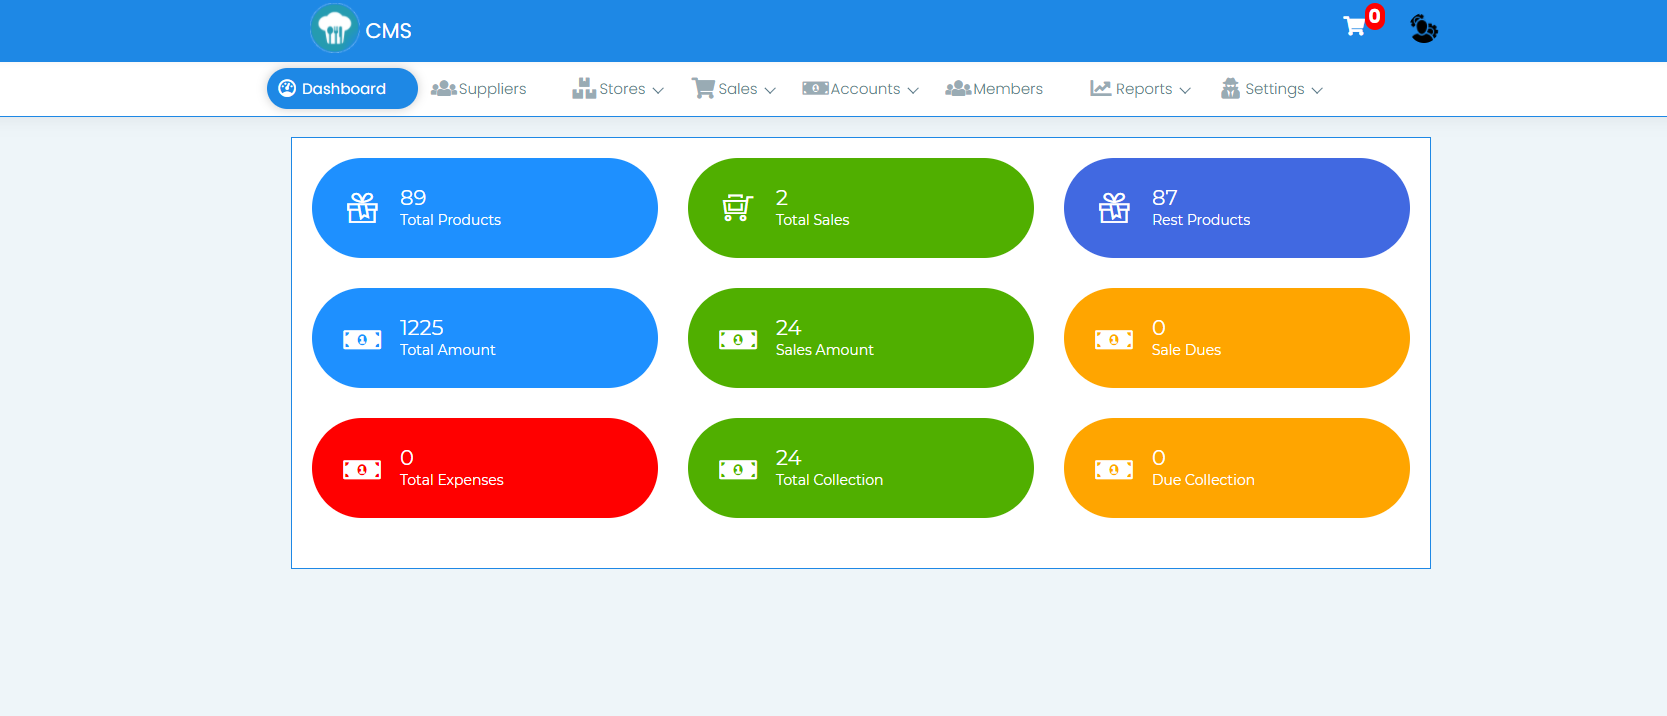 CMS
0
Dashboard
Suppliers
Stores
Sales
Accounts
Members
Reports
Settings
89
Total Products
2
Total Sales
87
Rest Products
1225
Total Amount
24
Sales Amount
0
Sale Dues
0
Total Expenses
24
Total Collection
0
Due Collection